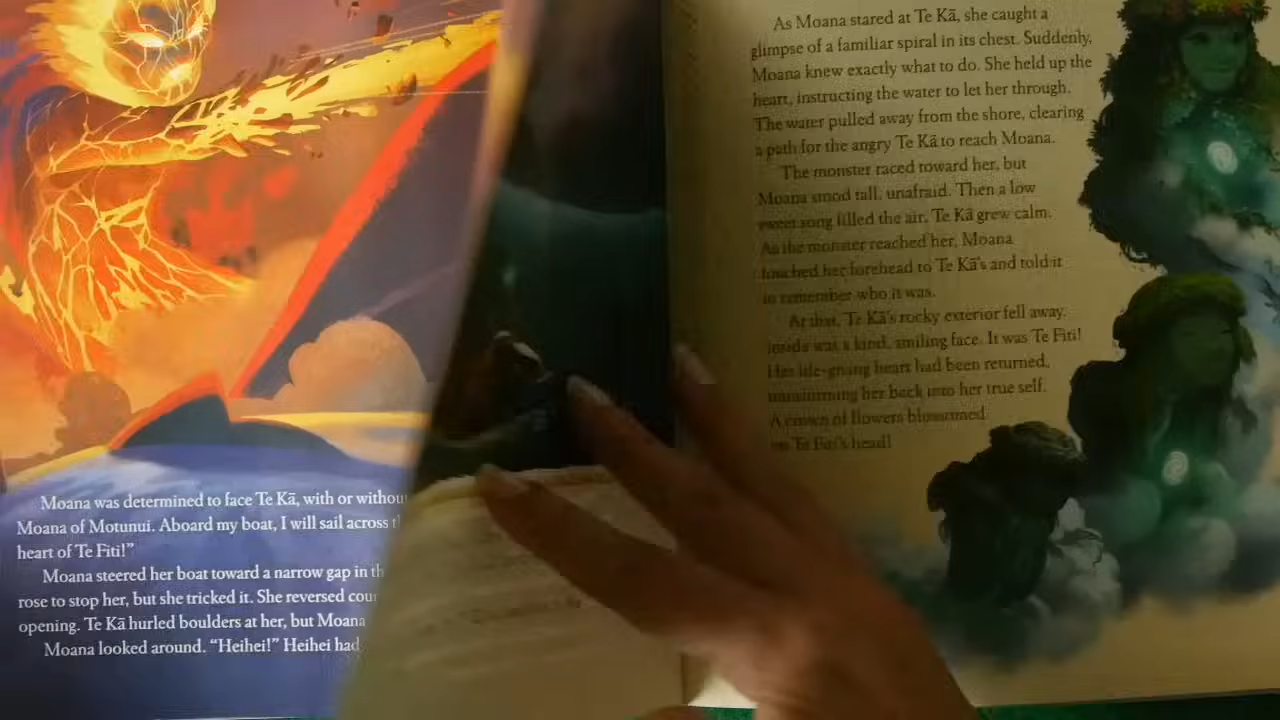 Moana was determined to face Te Kā, with or withou
Moana of Motunui. Aboard my boat, I will sail across t
heart of Te Fiti!”
Moana steered her boat toward a narrow gap in th
rose to stop her, but she tricked it. She reversed cour
opening. Te Kā hurled boulders at her, but Moana
Moana looked around. “Heihei!” Heihei had
As Moana stared at Te Kā, she caught a
glimpse of a familiar spiral in its chest. Suddenly,
Moana knew exactly what to do. She held up the
heart, instructing the water to let her through.
The water pulled away from the shore, clearing
a path for the angry Te Kā to reach Moana.
The monster raced toward her, but
Moana stood tall, unafraid. Then a low
sweet song filled the air. Te Kā grew calm.
As the monster reached her, Moana
touched her forehead to Te Kā’s and told it
to remember who it was.
At that, Te Kā’s rocky exterior fell away.
Inside was a kind, smiling face. It was Te Fiti!
Her life-giving heart had been returned,
transforming her back into her true self.
A crown of flowers blossomed
on Te Fiti’s head!